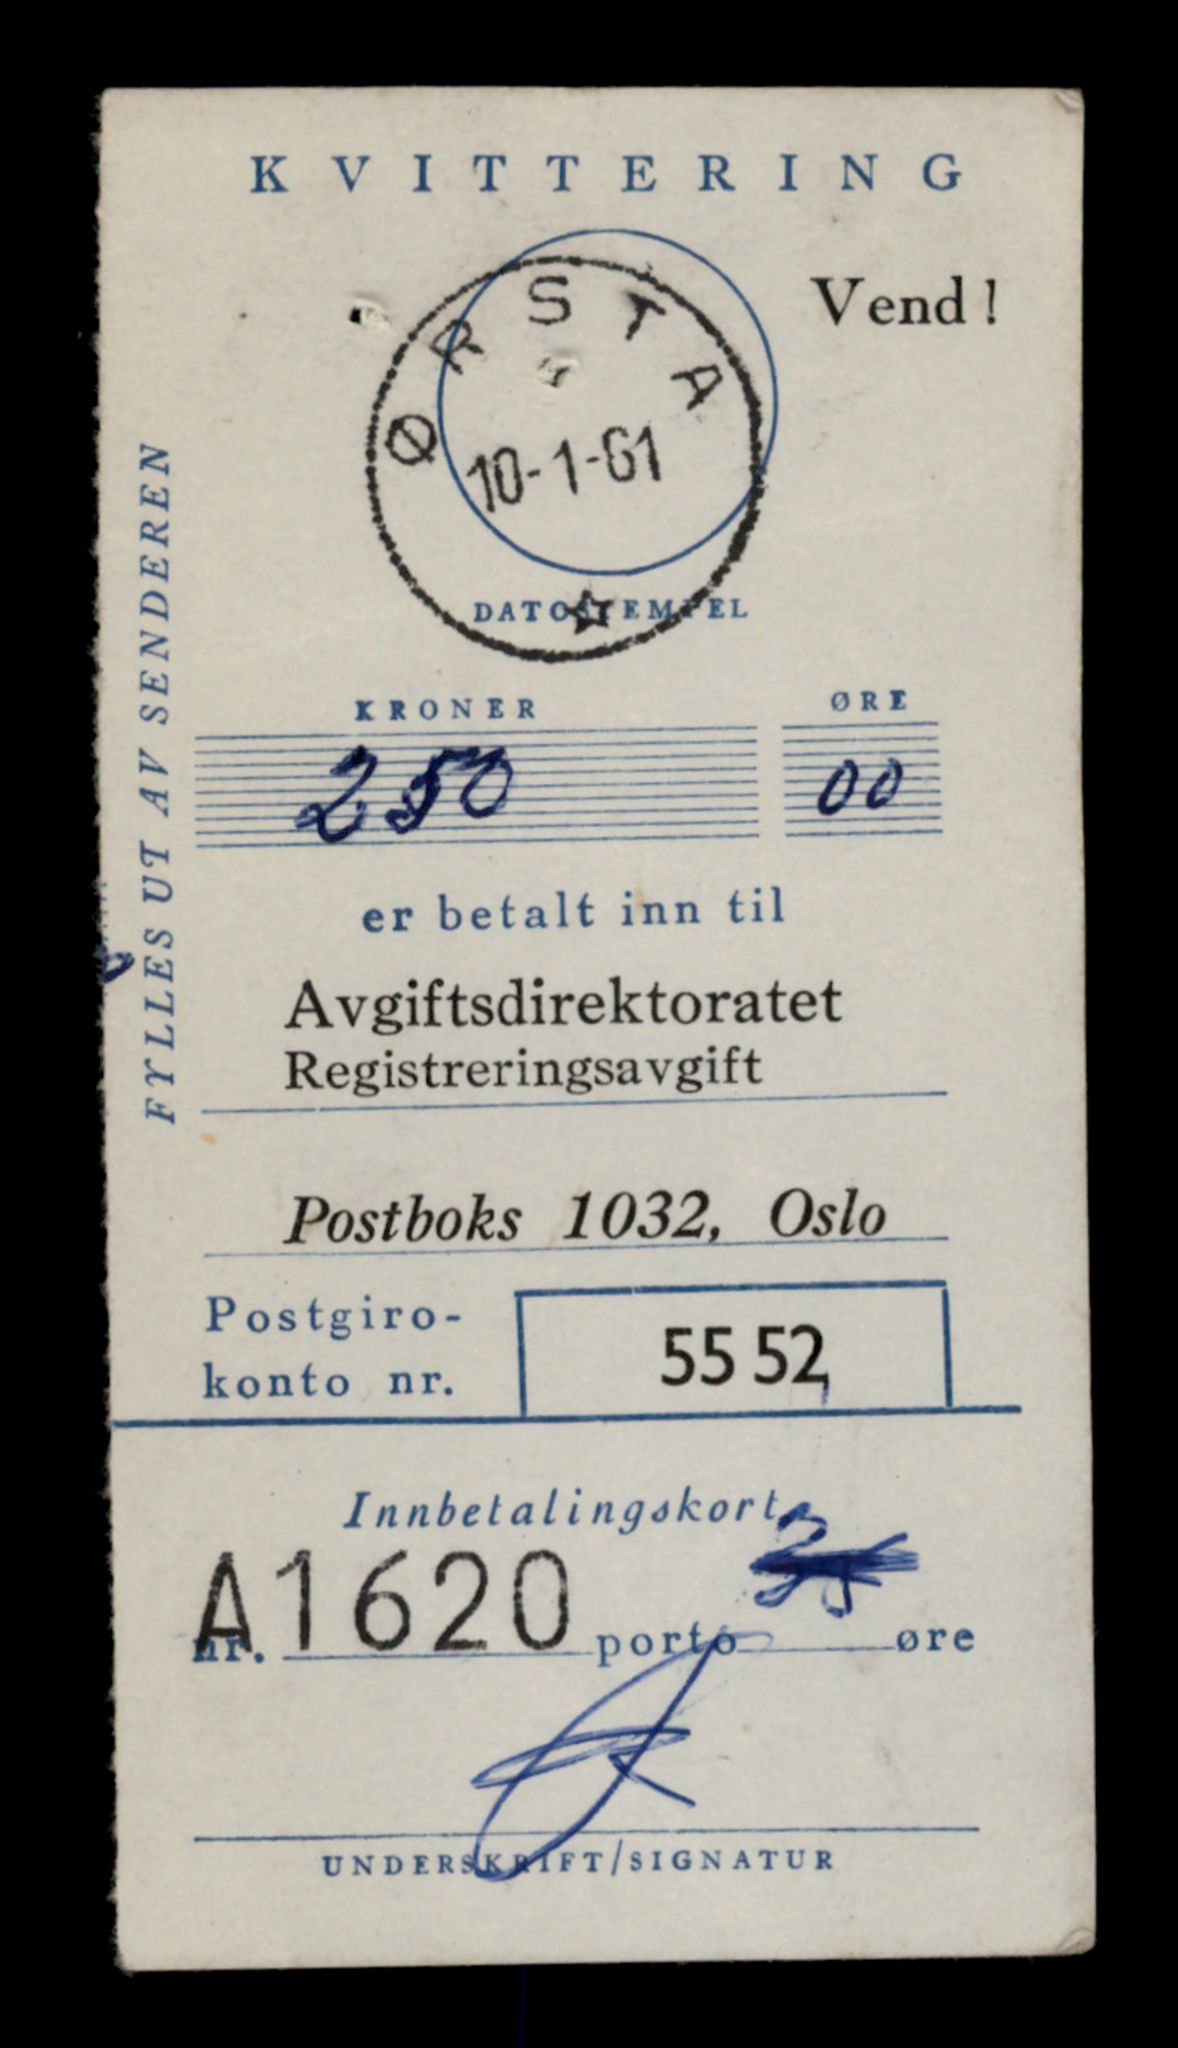 KVITTERING
Vend!
ØRSTA
10-1-61
DATOSTEMPEL
FYLLES UT AV SENDEREN
KRONER ØRE
250 00
er betalt inn til
Avgiftsdirektoratet
Registreringsavgift
Postboks 1032, Oslo
Postgiro-
konto nr.
55 52
Innbetalingskort
A1620
nr. porto øre
UNDERSKRIFT/SIGNATUR